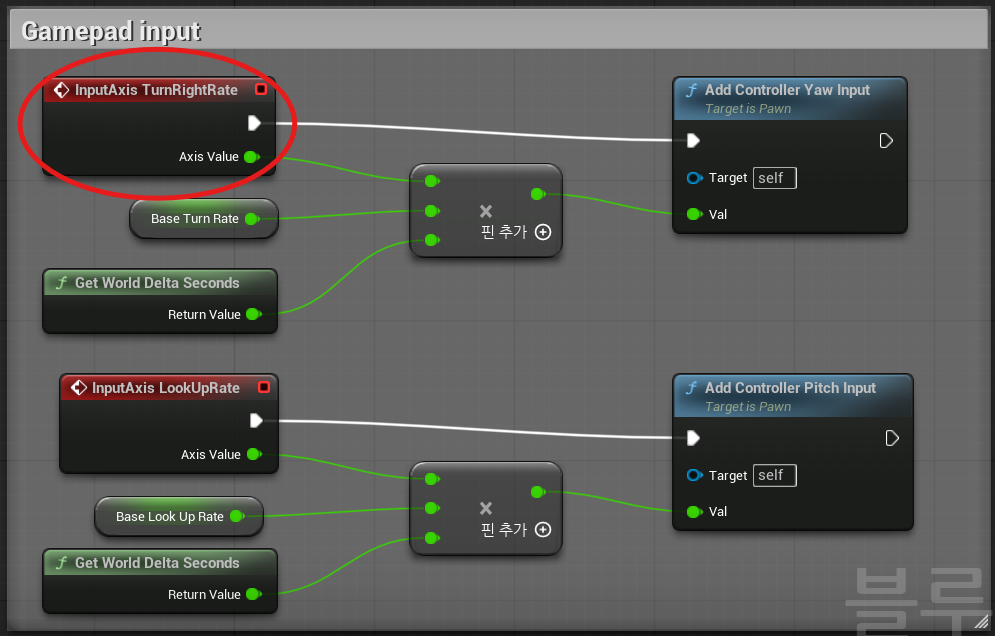 Gamepad input
InputAxis TurnRightRate
Axis Value
Base Turn Rate
Get World Delta Seconds
Return Value
핀 추가
Add Controller Yaw Input
Target is Pawn
Target self
Val
InputAxis LookUpRate
Axis Value
Base Look Up Rate
Get World Delta Seconds
Return Value
핀 추가
Add Controller Pitch Input
Target is Pawn
Target self
Val
블루